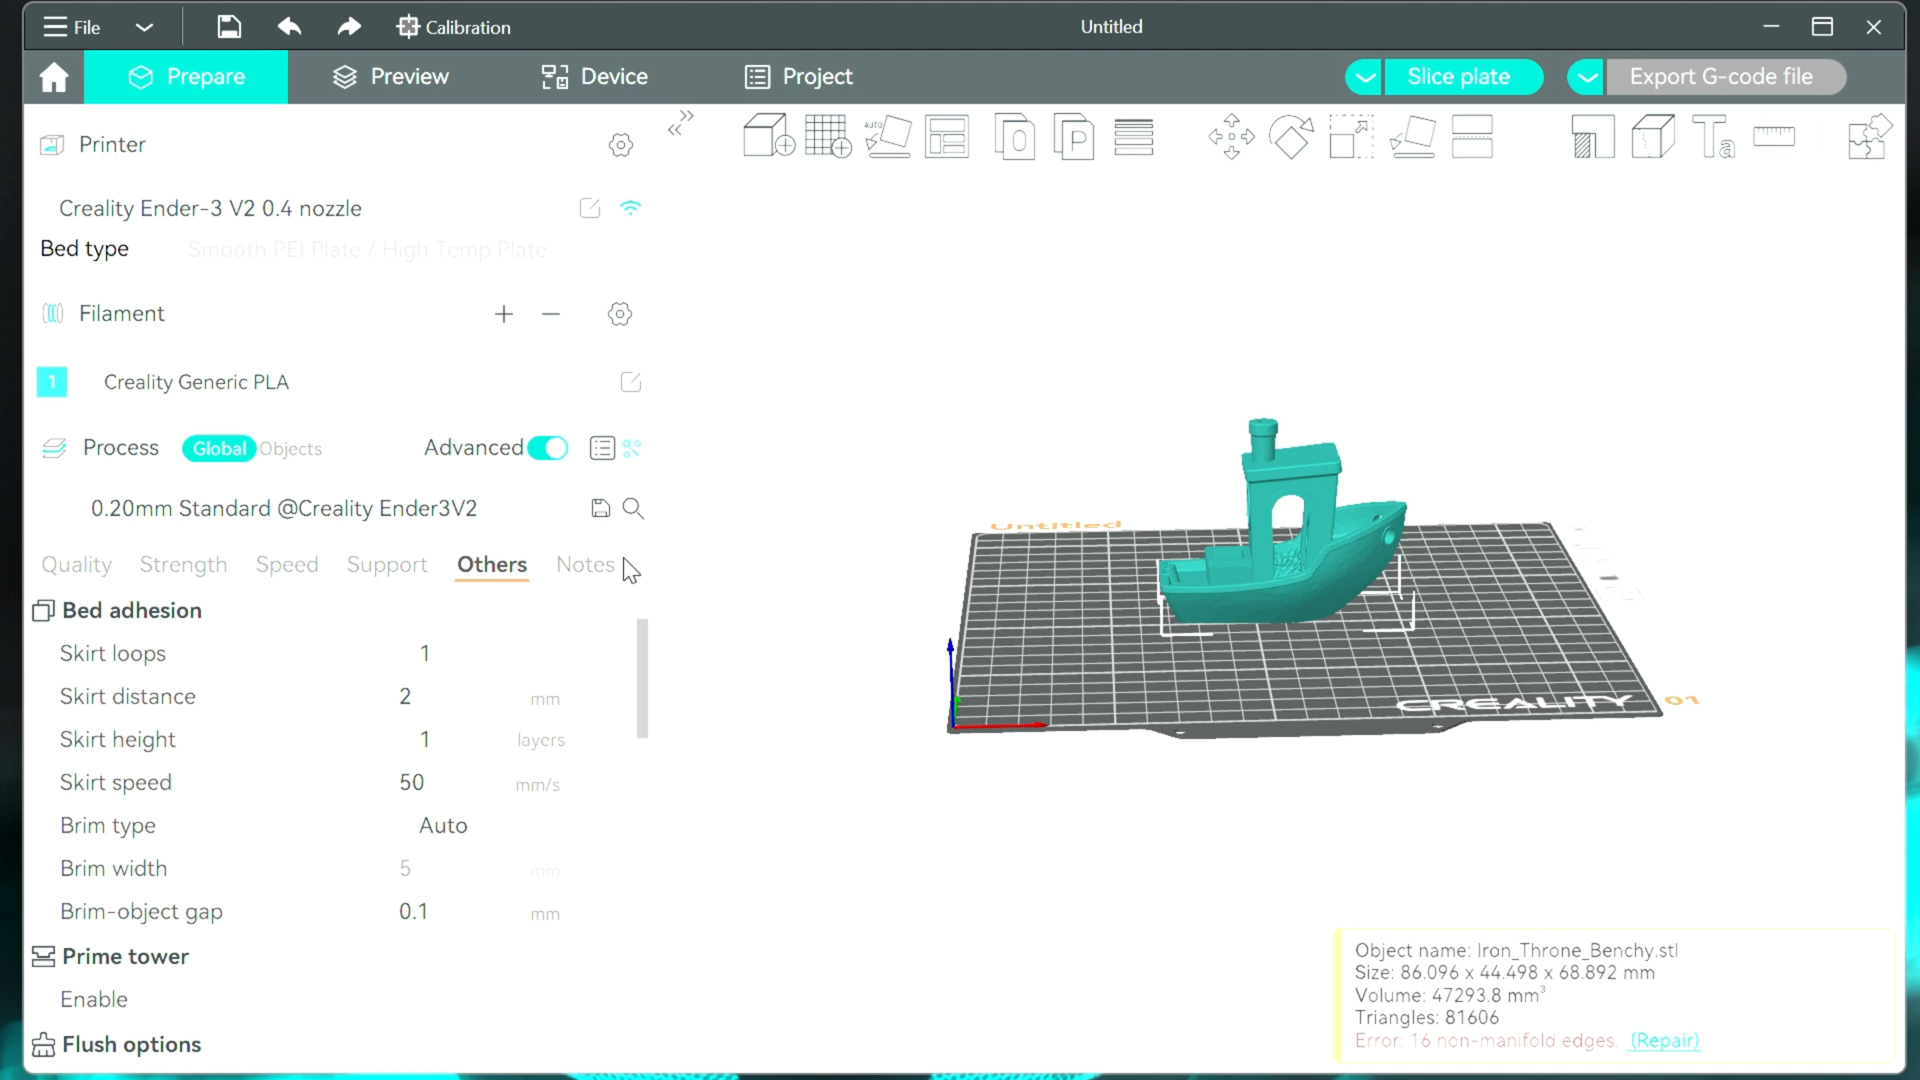 File
Calibration
Untitled
Prepare
Preview
Device
Project
Slice plate
Export G-code file
Printer
AUTO
O
P
Ta
Creality Ender-3 V2 0.4 nozzle
Bed type
Smooth PEI Plate / High Temp Plate
Filament
1
Creality Generic PLA
Process
Global
Objects
Advanced
0.20mm Standard @Creality Ender3V2
Quality
Strength
Speed
Support
Others
Notes
Untitled
Bed adhesion
Skirt loops 1
Skirt distance 2 mm
Skirt height 1 layers
Skirt speed 50 mm/s
Brim type Auto
Brim width 5 mm
Brim-object gap 0.1 mm
Prime tower
Enable
Flush options
CREALITY
01
Object name: Iron_Throne_Benchy.stl
Size: 86.096 x 44.498 x 68.892 mm
Volume: 47293.8 mm³
Triangles: 81606
Error: 16 non-manifold edges. (Repair)